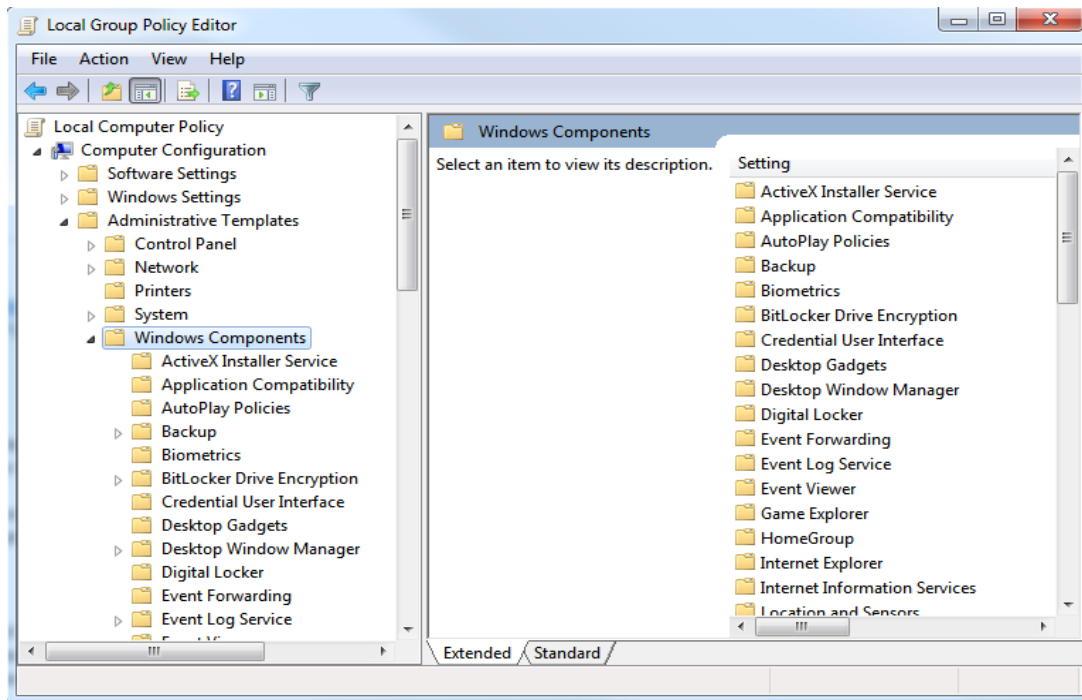 Local Group Policy Editor
File Action View Help
Local Computer Policy
Computer Configuration
Software Settings
Windows Settings
Administrative Templates
Control Panel
Network
Printers
System
Windows Components
ActiveX Installer Service
Application Compatibility
AutoPlay Policies
Backup
Biometrics
BitLocker Drive Encryption
Credential User Interface
Desktop Gadgets
Desktop Window Manager
Digital Locker
Event Forwarding
Event Log Service
Windows Components
Select an item to view its description.
Setting
ActiveX Installer Service
Application Compatibility
AutoPlay Policies
Backup
Biometrics
BitLocker Drive Encryption
Credential User Interface
Desktop Gadgets
Desktop Window Manager
Digital Locker
Event Forwarding
Event Log Service
Event Viewer
Game Explorer
HomeGroup
Internet Explorer
Internet Information Services
Location and Sensors
Extended Standard